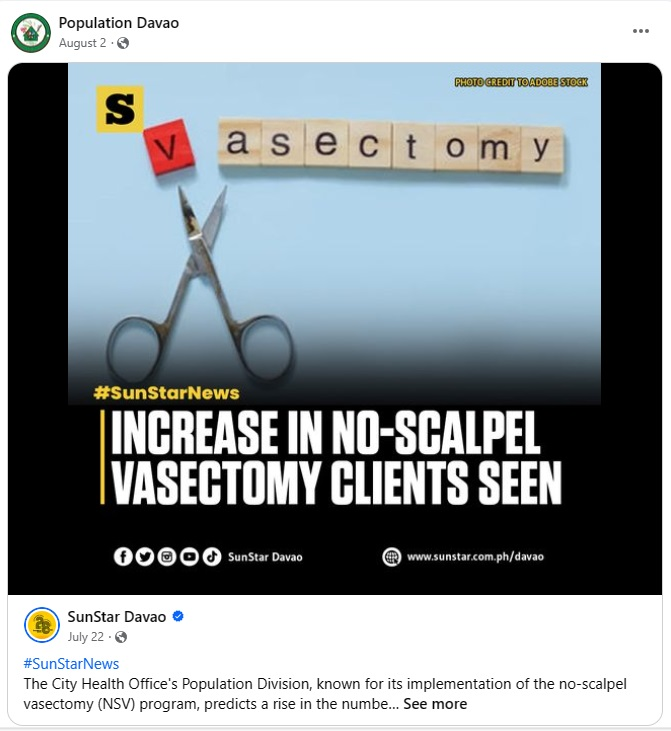 Population Davao
August 2 ·
PHOTO CREDIT TO ADOBE STOCK
S
v asectomy
#SunStarNews
INCREASE IN NO-SCALPEL
VASECTOMY CLIENTS SEEN
SunStar Davao
www.sunstar.com.ph/davao
SunStar Davao
July 22 ·
#SunStarNews
The City Health Office's Population Division, known for its implementation of the no-scalpel
vasectomy (NSV) program, predicts a rise in the numbe... See more